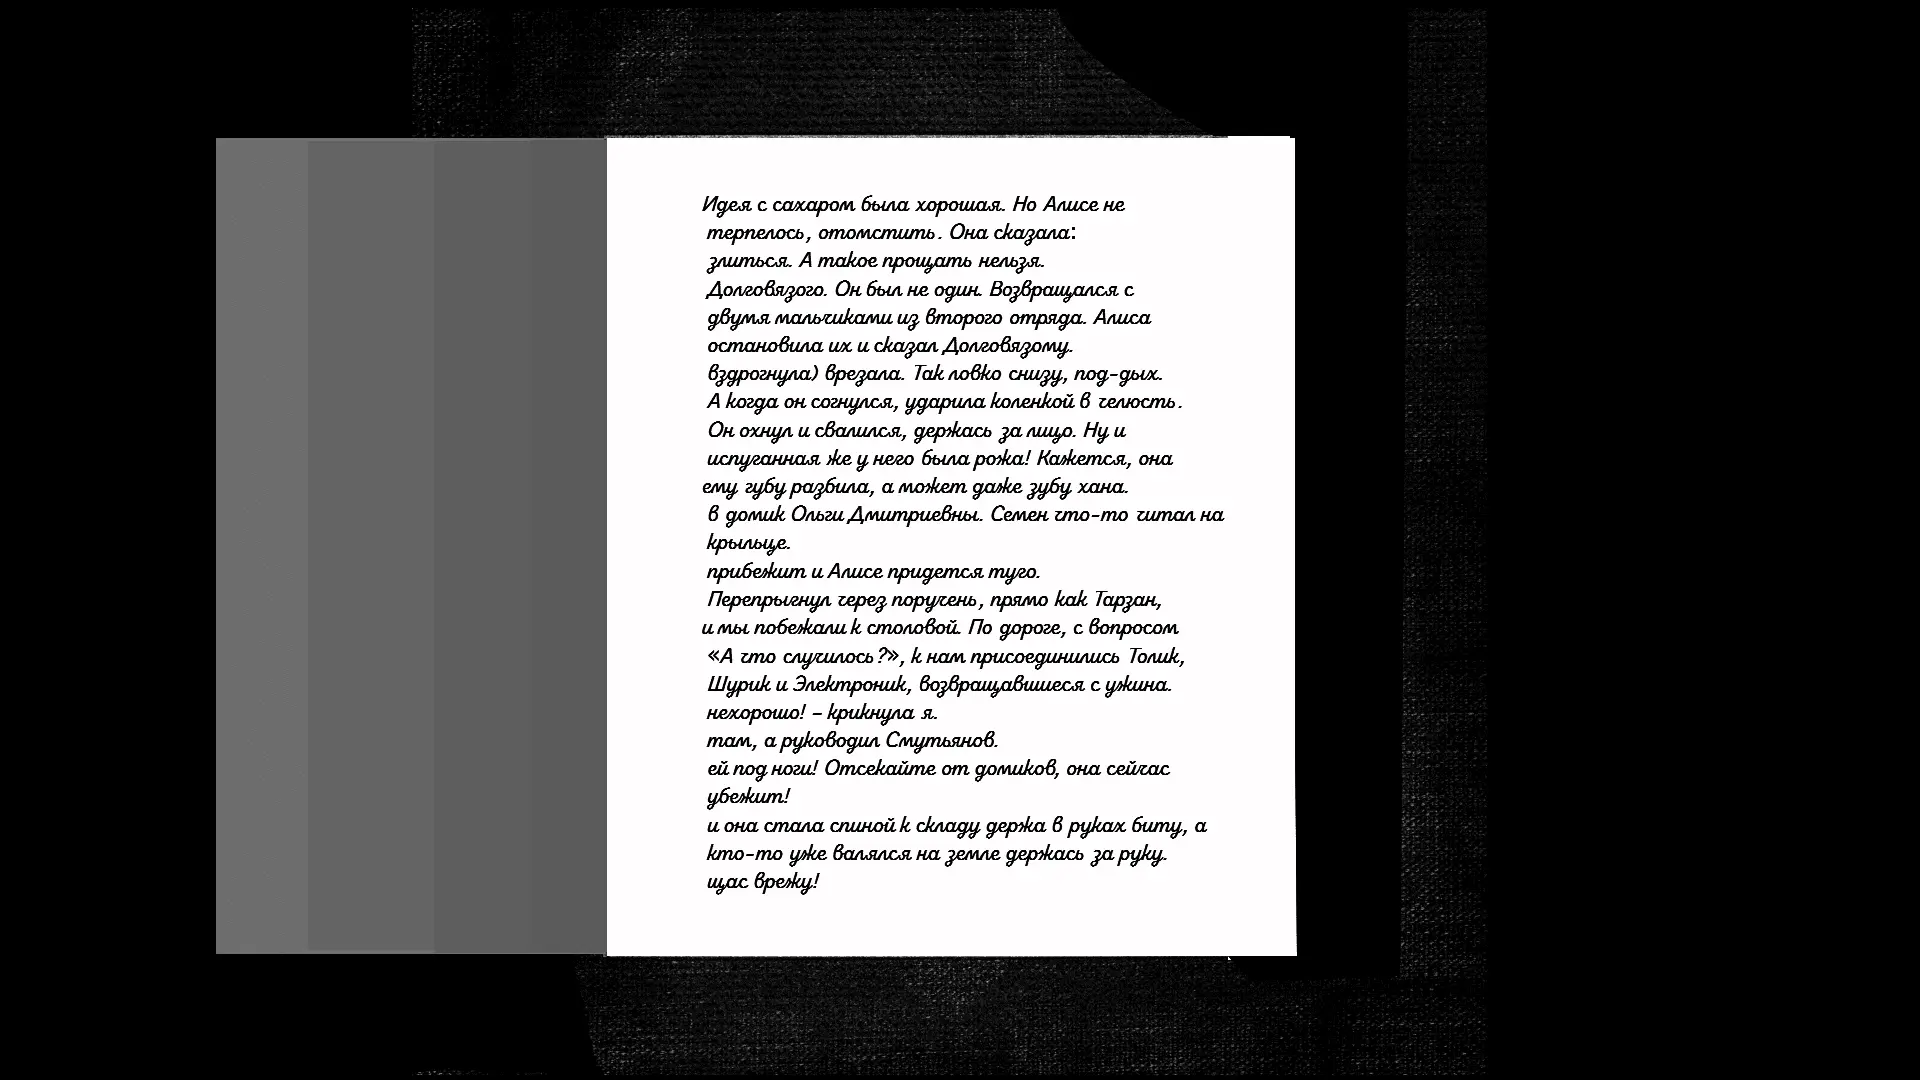 Идея с сахаром была хорошая. Но Алисе не
терпелось, отомстить. Она сказала:
злиться. А такое прощать нельзя.
Долговязого. Он был не один. Возвращался с
двумя мальчиками из второго отряда. Алиса
остановила их и сказал Долговязому.
вздрогнула) врезала. Так ловко снизу, под-дых.
А когда он согнулся, ударила коленкой в челюсть.
Он охнул и свалился, держась за лицо. Ну и
испуганная же у него была рожа! Кажется, она
ему губу разбила, а может даже зубу хана.
в домик Ольги Дмитриевны. Семен что-то читал на
крыльце.
прибежит и Алисе придется туго.
Перепрыгнул через поручень, прямо как Тарзан,
и мы побежали к столовой. По дороге, с вопросом
«А что случилось?», к нам присоединились Толик,
Шурик и Электроник, возвращавшиеся с ужина.
нехорошо! – крикнула я.
там, а руководил Смутьянов.
ей под ноги! Отсекайте от домиков, она сейчас
убежит!
и она стала спиной к складу держа в руках биту, а
кто-то уже валялся на земле держась за руку.
щас врежу!